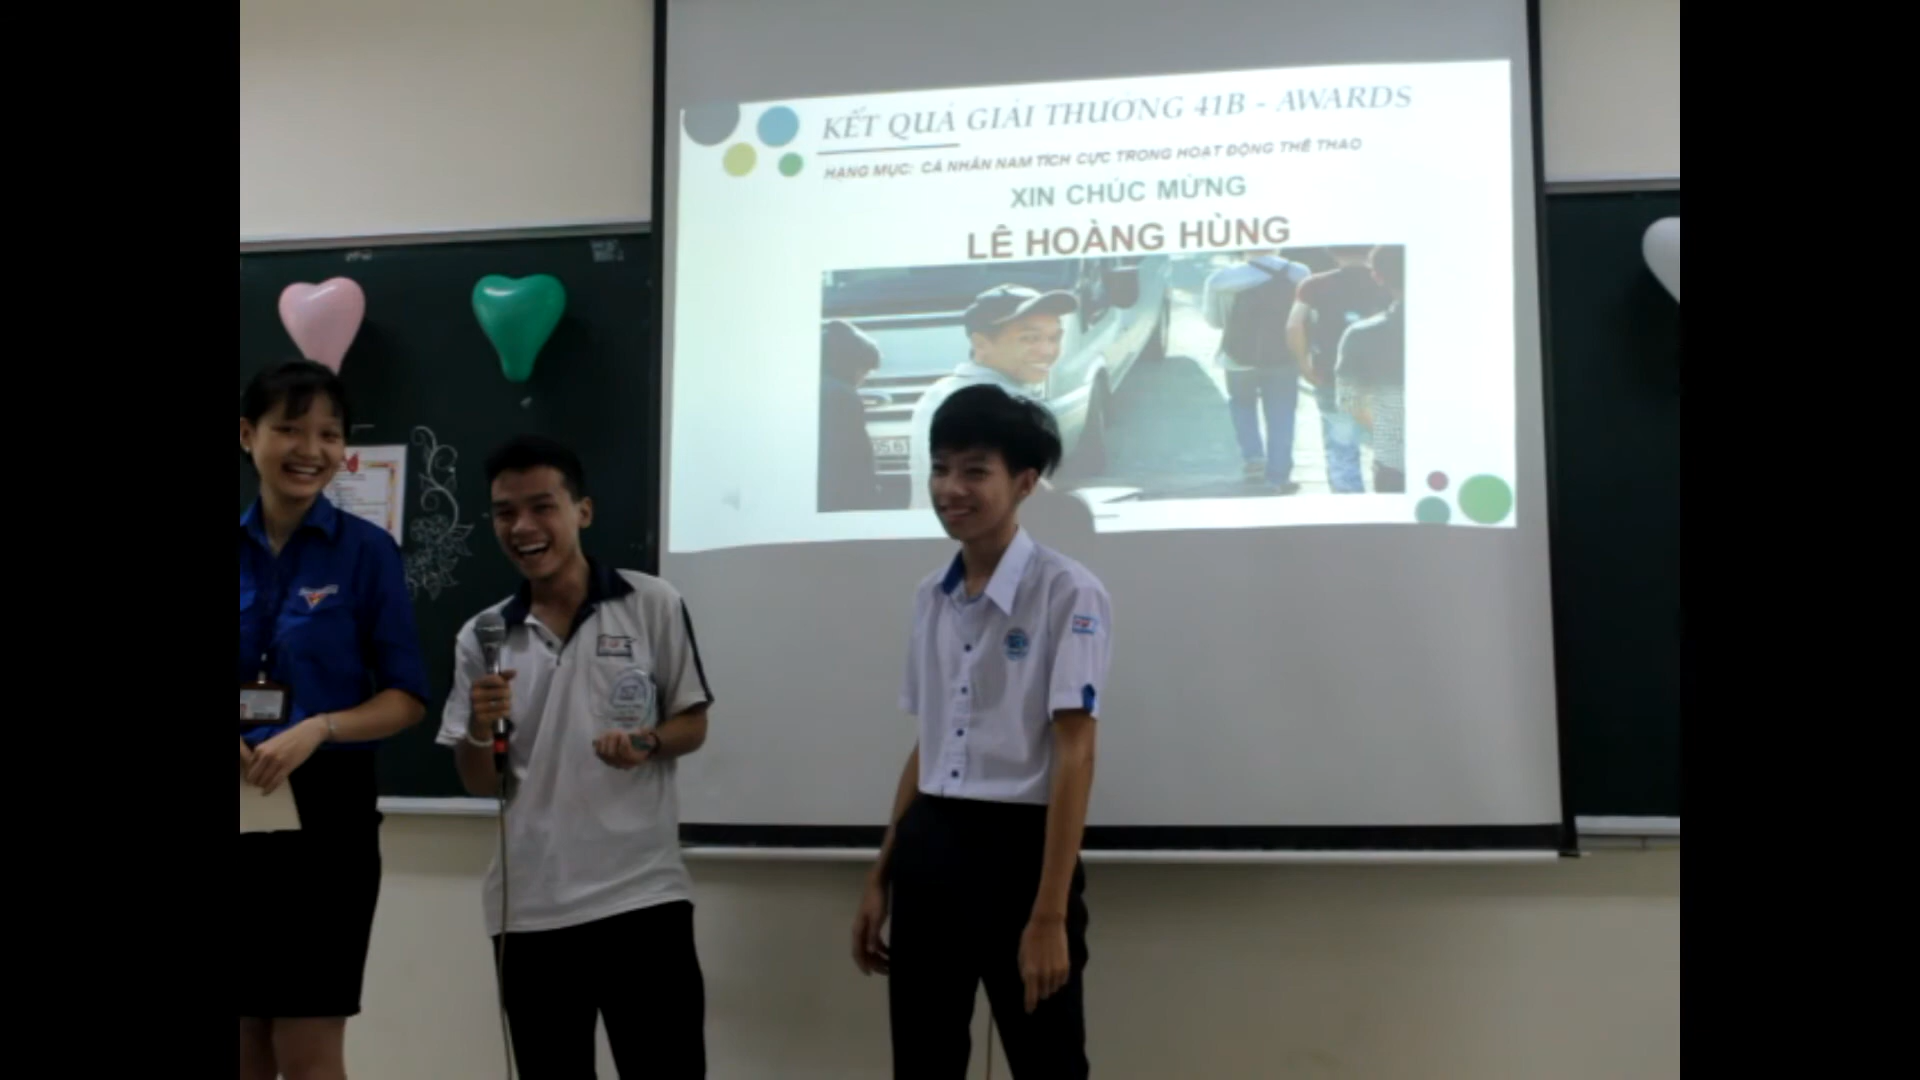 KẾT QUẢ GIẢI THƯỞNG 41B - AWARDS
HẠNG MỤC: CÁ NHÂN NAM TÍCH CỰC TRONG HOẠT ĐỘNG THỂ THAO
XIN CHÚC MỪNG
LÊ HOÀNG HÙNG